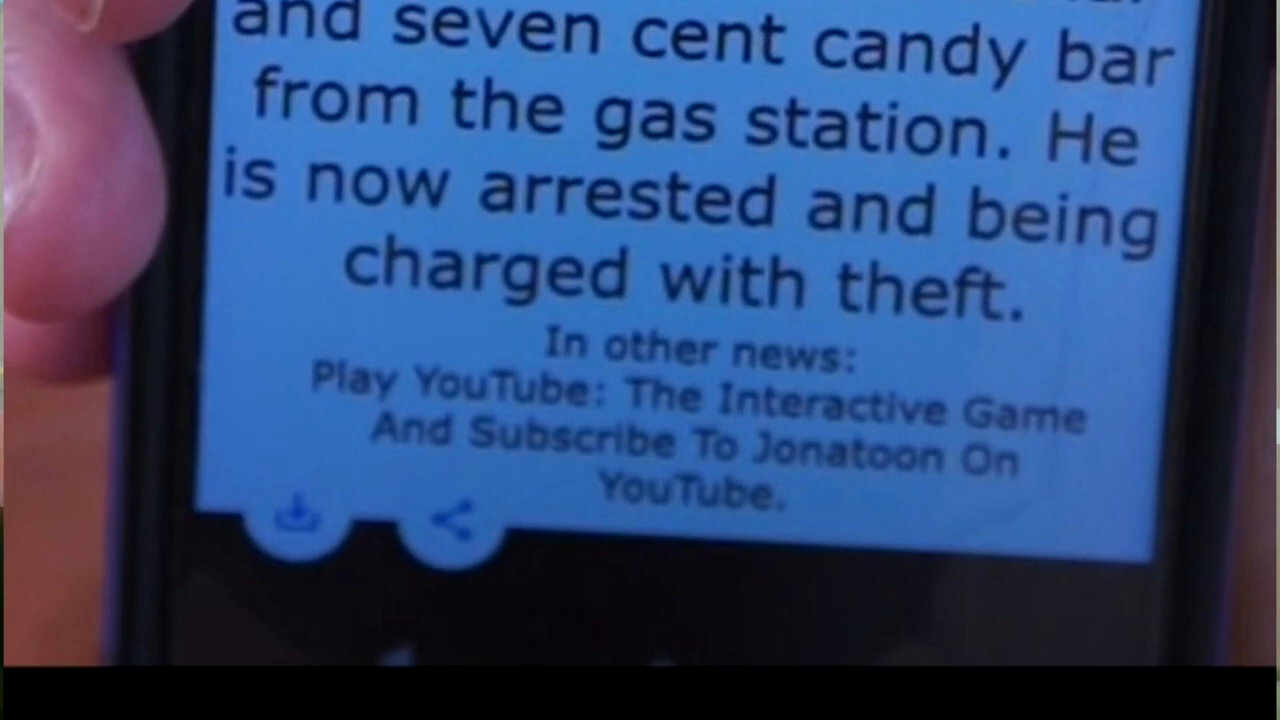 and seven cent candy bar
from the gas station. He
is now arrested and being
charged with theft.
In other news:
Play YouTube: The Interactive Game
And Subscribe To Jonatoon On
YouTube.